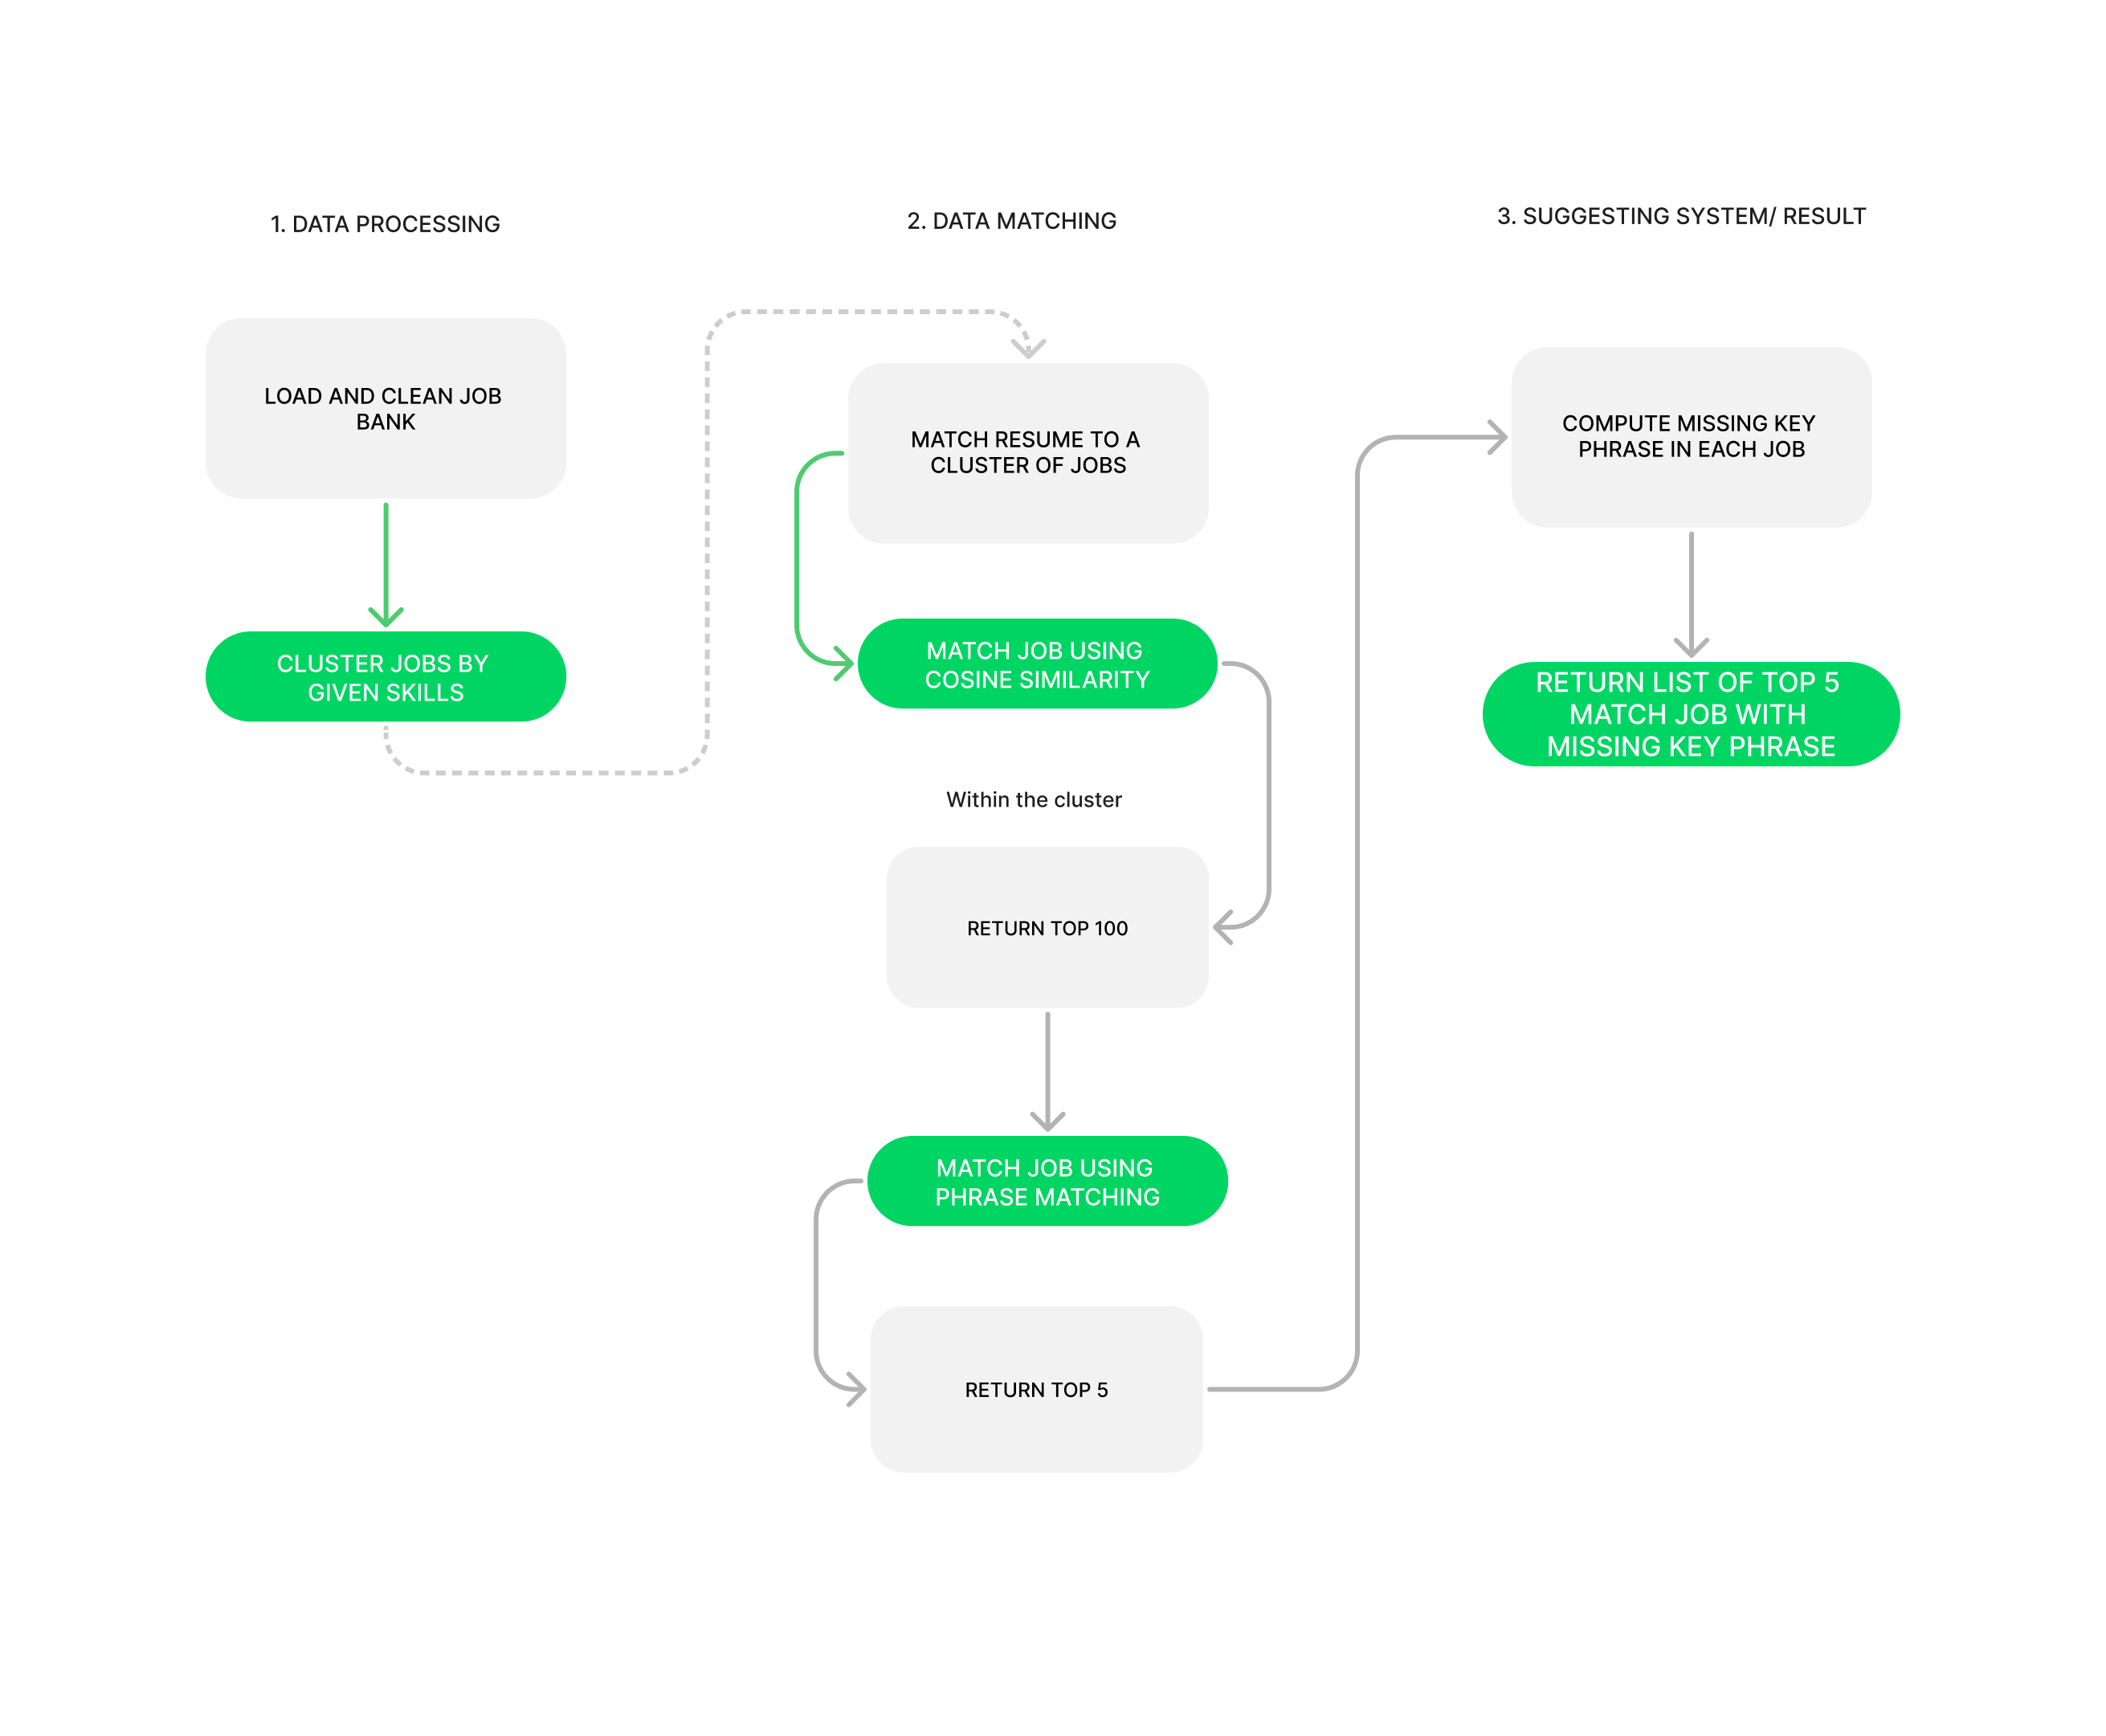 1. DATA PROCESSING
LOAD AND CLEAN JOB
BANK
CLUSTER JOBS BY
GIVEN SKILLS
2. DATA MATCHING
MATCH RESUME TO A
CLUSTER OF JOBS
MATCH JOB USING
COSINE SIMILARITY
Within the cluster
RETURN TOP 100
MATCH JOB USING
PHRASE MATCHING
RETURN TOP 5
3. SUGGESTING SYSTEM/ RESULT
COMPUTE MISSING KEY
PHRASE IN EACH JOB
RETURN LIST OF TOP 5
MATCH JOB WITH
MISSING KEY PHRASE